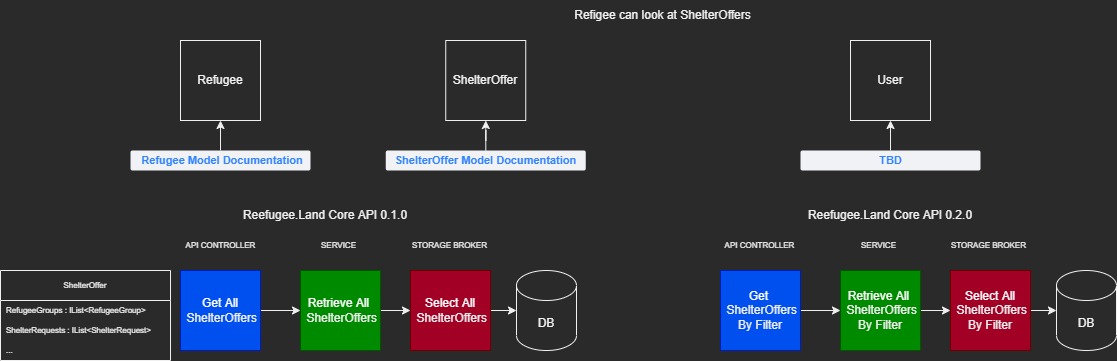 Refigee can look at ShelterOffers
Refugee
ShelterOffer
User
Refugee Model Documentation
ShelterOffer Model Documentation
TBD
Reefugee.Land Core API 0.1.0
Reefugee.Land Core API 0.2.0
API CONTROLLER
SERVICE
STORAGE BROKER
API CONTROLLER
SERVICE
STORAGE BROKER
ShelterOffer
RefugeeGroups : IList<RefugeeGroup>
ShelterRequests : IList<ShelterRequest>
...
Get All
ShelterOffers
Retrieve All
ShelterOffers
Select All
ShelterOffers
DB
Get
ShelterOffers
By Filter
Retrieve All
ShelterOffers
By Filter
Select All
ShelterOffers
By Filter
DB